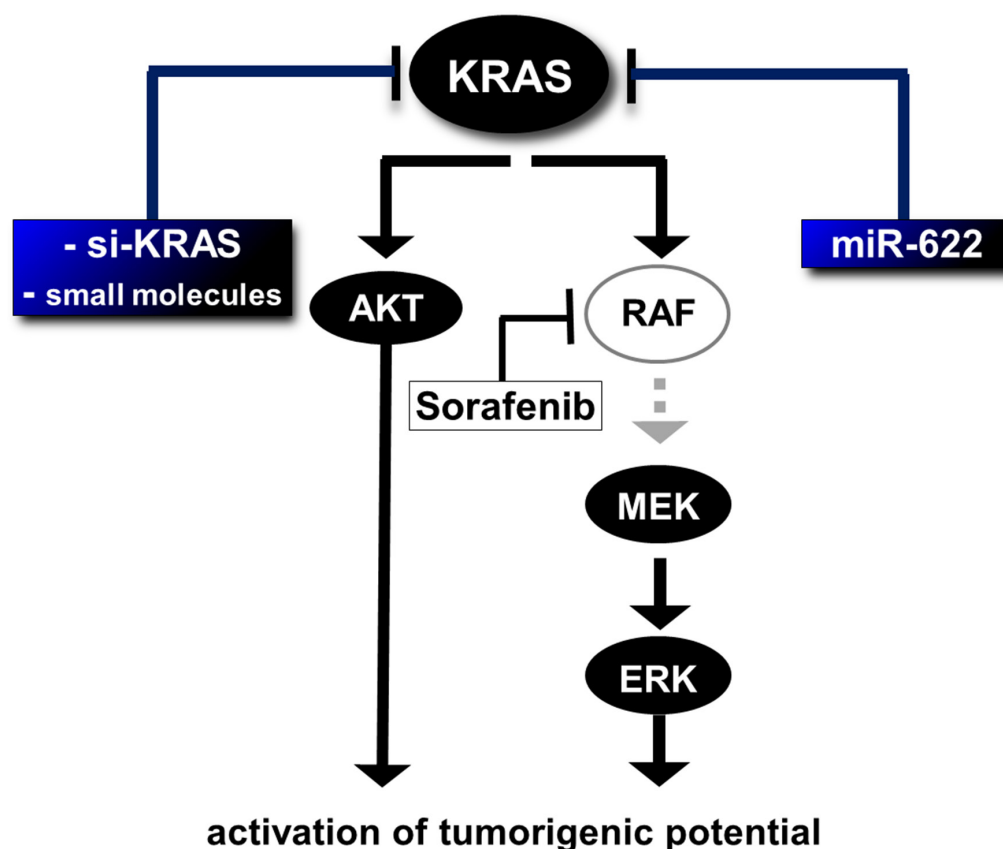 KRAS
- si-KRAS
- small molecules
miR-622
AKT
RAF
Sorafenib
MEK
ERK
activation of tumorigenic potential